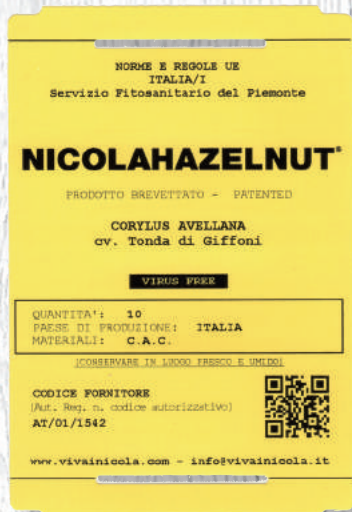 NORME E REGOLE UE
ITALIA/I
Servizio Fitosanitario del Piemonte
NICOLAHAZELNUT®
PRODOTTO BREVETTATO - PATENTED
CORYLUS AVELLANA
cv. Tonda di Giffoni
VIRUS FREE
QUANTITA': 10
PAESE DI PRODUZIONE: ITALIA
MATERIALI: C.A.C.
[CONSERVARE IN LUOGO FRESCO E UMIDO]
CODICE FORNITORE
[Aut. Reg. n. codice autorizzativo]
AT/01/1542
www.vivainicola.com - info@vivainicola.it